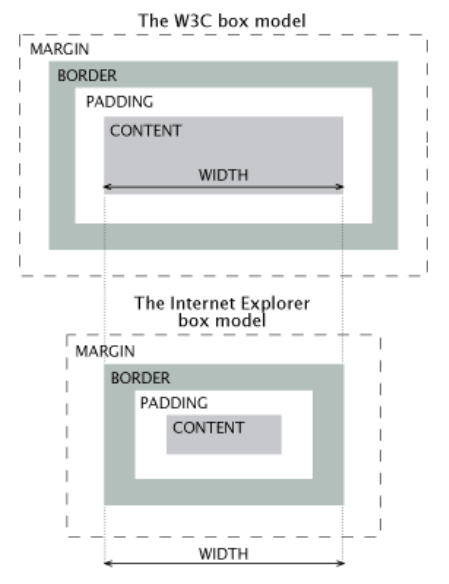 The W3C box model
MARGIN
BORDER
PADDING
CONTENT
WIDTH
The Internet Explorer
box model
MARGIN
BORDER
PADDING
CONTENT
WIDTH